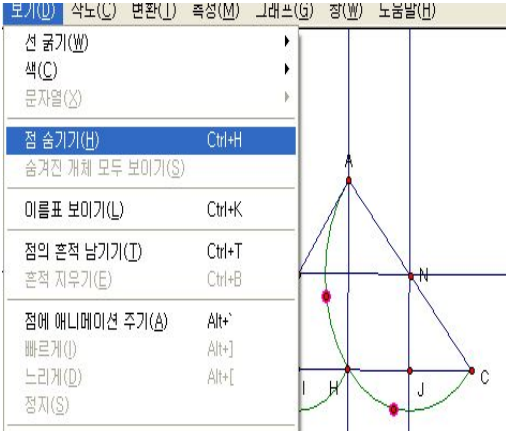 보기(D) 작도(C) 변환(T) 측정(M) 그래프(G) 창(W) 도움말(H)
선 굵기(W)
색(C)
문자열(X)
점 숨기기(H) Ctrl+H
숨겨진 개체 모두 보이기(S)
이름표 보이기(L) Ctrl+K
점의 흔적 남기기(T) Ctrl+T
흔적 지우기(E) Ctrl+B
점에 애니메이션 주기(A) Alt+`
빠르게(I) Alt+]
느리게(D) Alt+[
정지(S)
A
N
I H J C